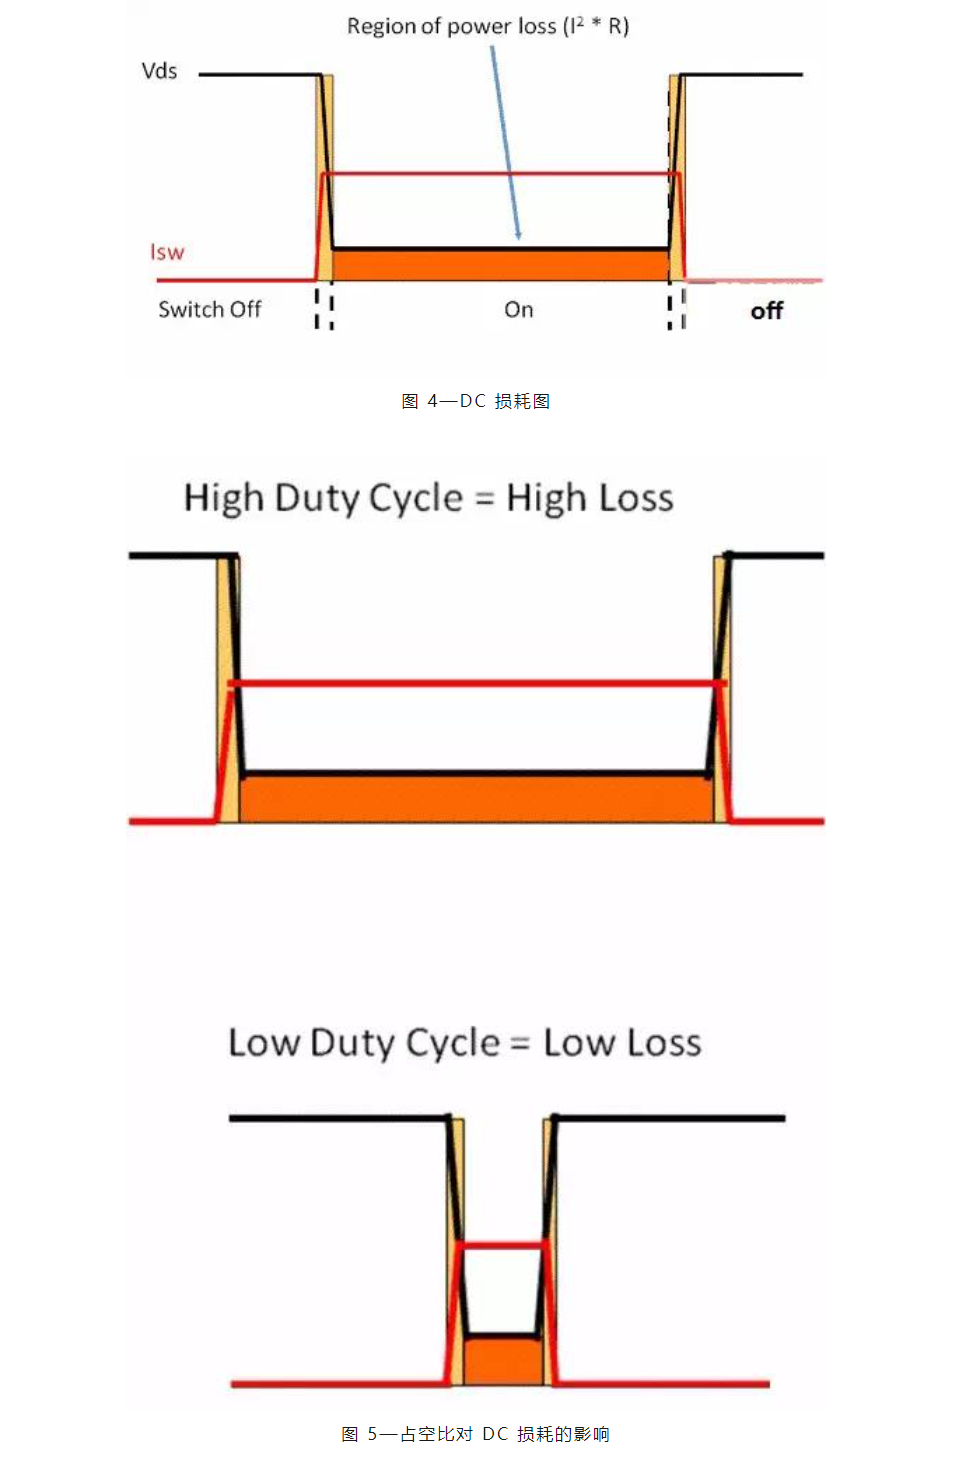 Region of power loss (I² * R)
Vds
Isw
Switch Off
On
off
图 4—DC 损耗图
High Duty Cycle = High Loss
Low Duty Cycle = Low Loss
图 5—占空比对 DC 损耗的影响